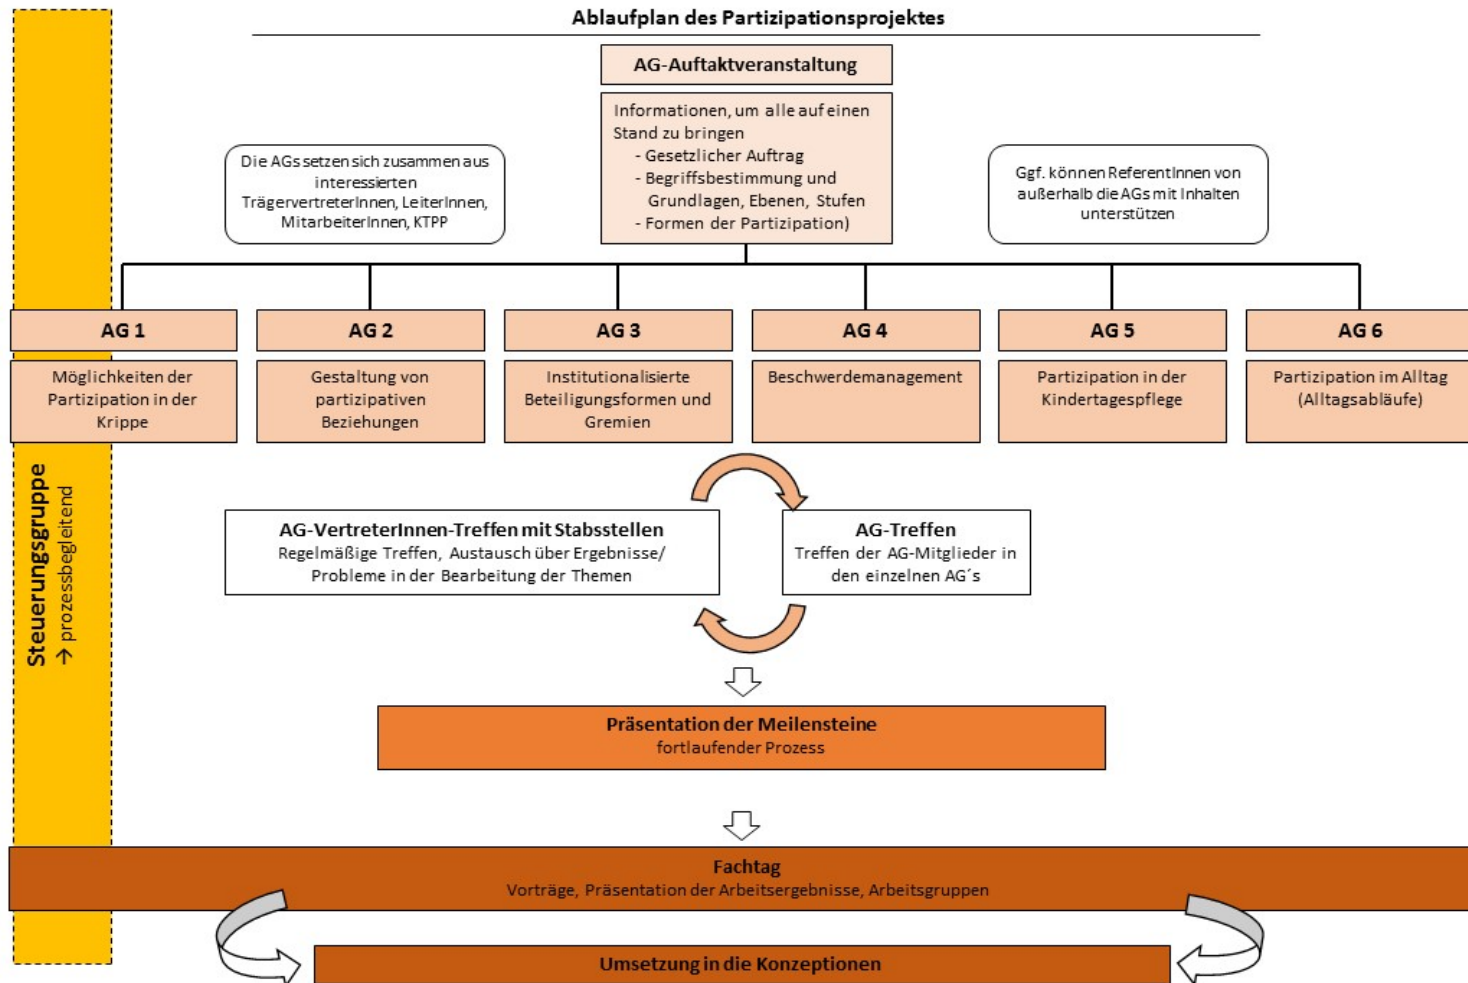 Ablaufplan des Partizipationsprojektes
AG-Auftaktveranstaltung
Informationen, um alle auf einen
Stand zu bringen
- Gesetzlicher Auftrag
- Begriffsbestimmung und
Grundlagen, Ebenen, Stufen
- Formen der Partizipation)
Die AGs setzen sich zusammen aus
interessierten
TrägervertreterInnen, LeiterInnen,
MitarbeiterInnen, KTPP
Ggf. können ReferentInnen von
außerhalb die AGs mit Inhalten
unterstützen
AG 1
Möglichkeiten der
Partizipation in der
Krippe
AG 2
Gestaltung von
partizipativen
Beziehungen
AG 3
Institutionalisierte
Beteiligungsformen und
Gremien
AG 4
Beschwerdemanagement
AG 5
Partizipation in der
Kindertagespflege
AG 6
Partizipation im Alltag
(Alltagsabläufe)
Steuerungsgruppe
→ prozessbegleitend
AG-VertreterInnen-Treffen mit Stabsstellen
Regelmäßige Treffen, Austausch über Ergebnisse/
Probleme in der Bearbeitung der Themen
AG-Treffen
Treffen der AG-Mitglieder in
den einzelnen AG´s
Präsentation der Meilensteine
fortlaufender Prozess
Fachtag
Vorträge, Präsentation der Arbeitsergebnisse, Arbeitsgruppen
Umsetzung in die Konzeptionen